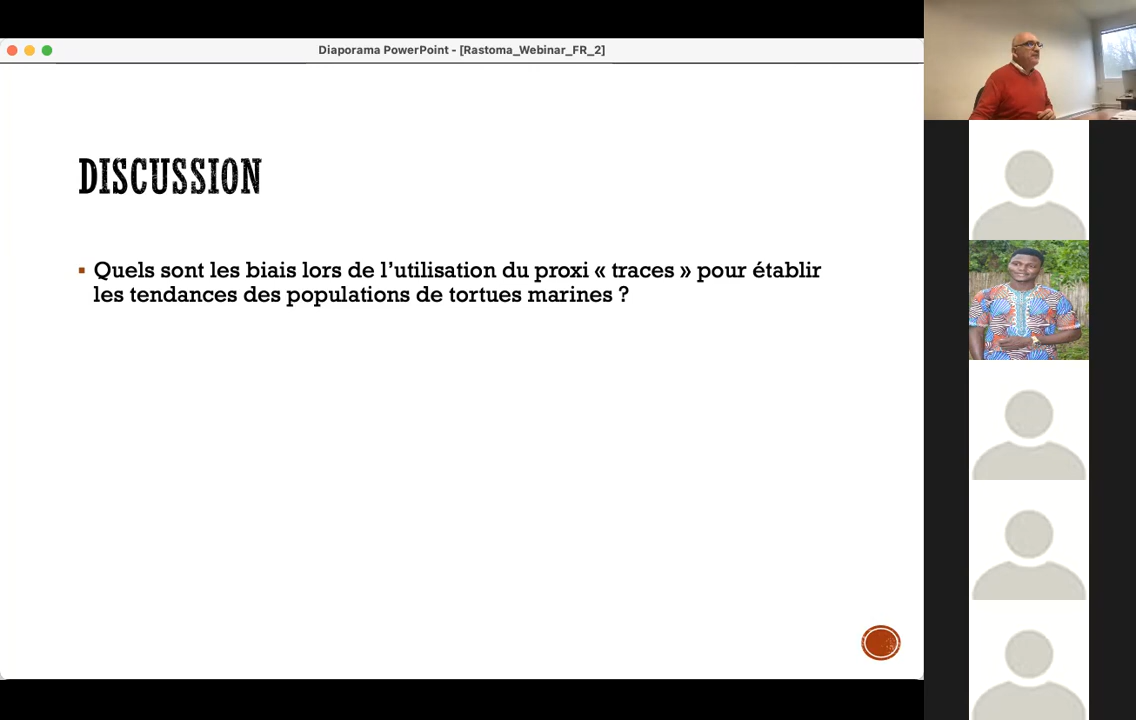 Diaporama PowerPoint - [Rastoma_Webinar_FR_2]
DISCUSSION
▪ Quels sont les biais lors de l’utilisation du proxi « traces » pour établir
les tendances des populations de tortues marines ?